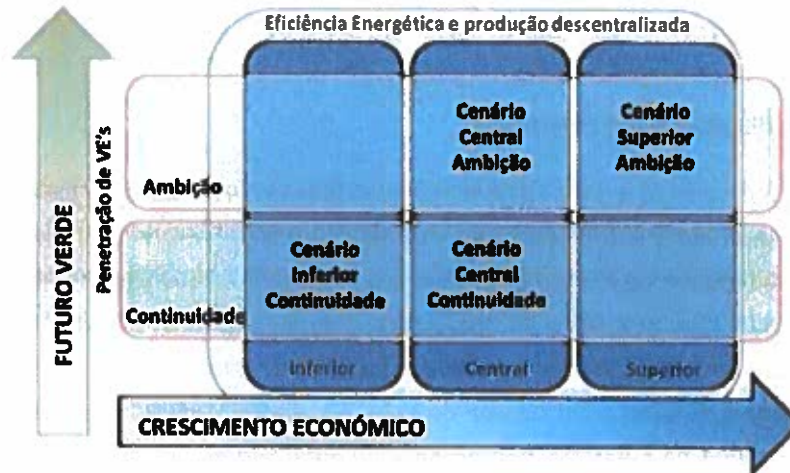 Eficiência Energética e produção descentralizada
FUTURO VERDE
Penetração de VE's
Ambição
Cenário
Central
Ambição
Cenário
Superior
Ambição
Continuidade
Cenário
Inferior
Continuidade
Cenário
Central
Continuidade
Inferior
Central
Superior
CRESCIMENTO ECONÓMICO